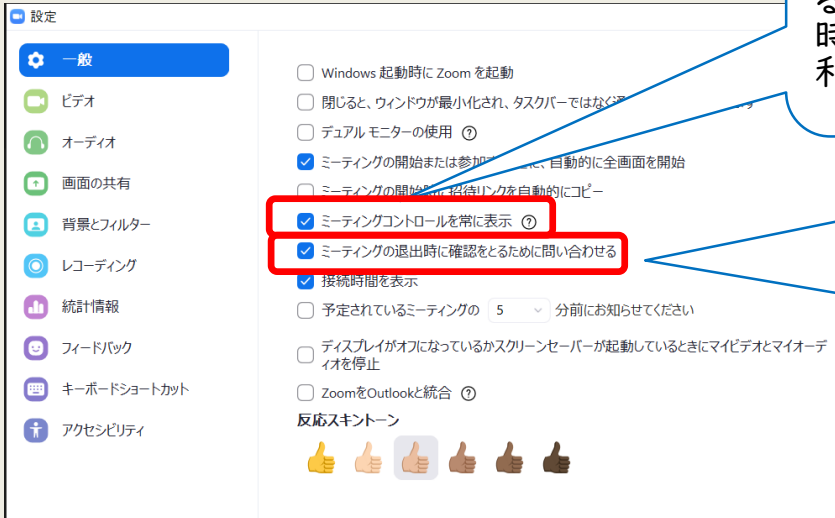 設定
一般
ビデオ
オーディオ
画面の共有
背景とフィルター
レコーディング
統計情報
フィードバック
キーボードショートカット
アクセシビリティ
Windows 起動時に Zoom を起動
閉じると、ウィンドウが最小化され、タスクバーではなく
デュアル モニターの使用 ?
ミーティングの開始または参加 自動的に全画面を開始
ミーティングの開始時に招待リンクを自動的にコピー
ミーティングコントロールを常に表示 ?
ミーティングの退出時に確認をとるために問い合わせる
接続時間を表示
予定されているミーティングの 5 分前にお知らせてください
ディスプレイがオフになっているかスクリーンセーバーが起動しているときにマイビデオとマイオーデ
ィオを停止
ZoomをOutlookと統合 ?
反応スキントーン
る
時